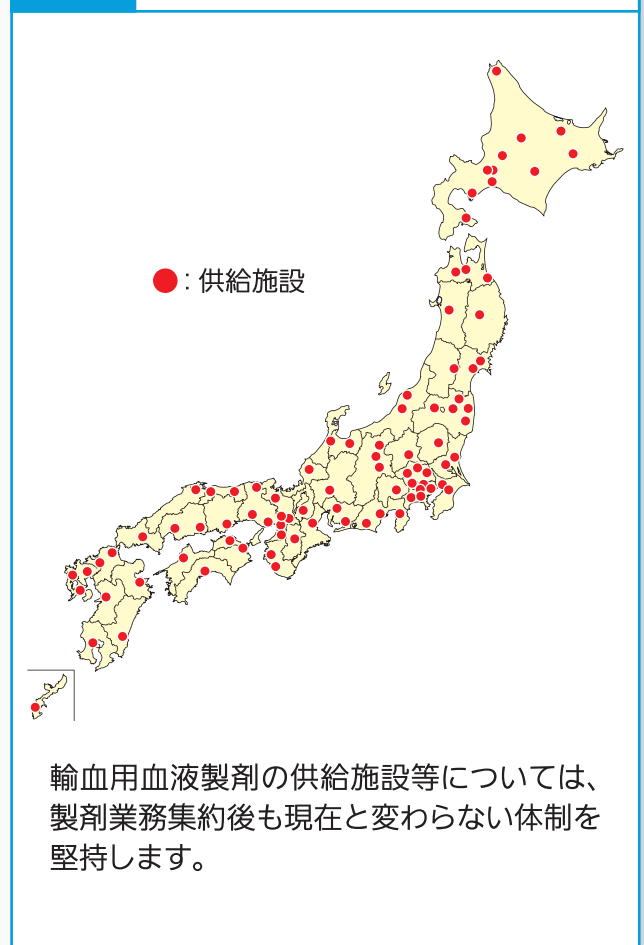 ●：供給施設
輸血用血液製剤の供給施設等については、
製剤業務集約後も現在と変わらない体制を
堅持します。